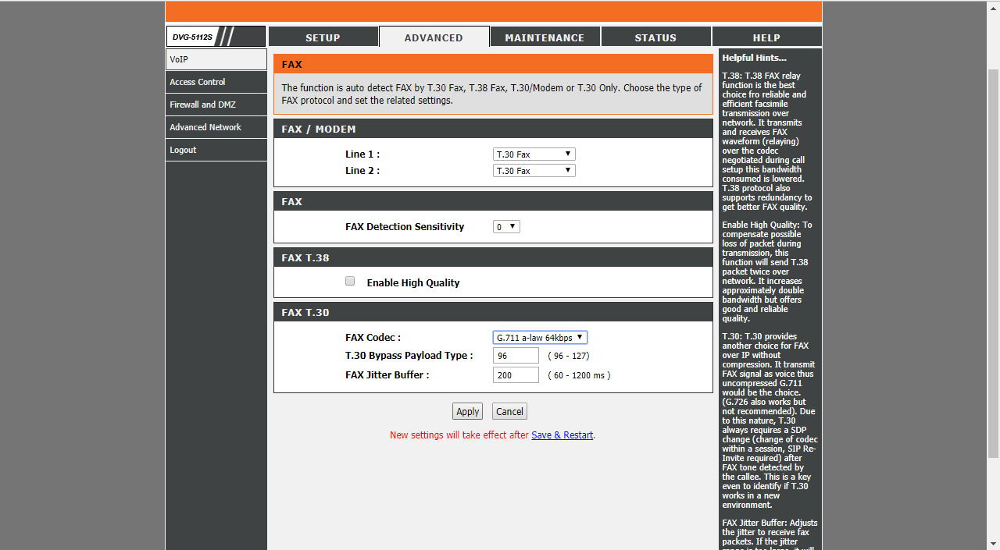 DVG-5112S
SETUP
ADVANCED
MAINTENANCE
STATUS
HELP
VoIP
Access Control
Firewall and DMZ
Advanced Network
Logout
FAX
The function is auto detect FAX by T.30 Fax, T.38 Fax, T.30/Modem or T.30 Only. Choose the type of
FAX protocol and set the related settings.
FAX / MODEM
Line 1 : T.30 Fax
Line 2 : T.30 Fax
FAX
FAX Detection Sensitivity 0
FAX T.38
Enable High Quality
FAX T.30
FAX Codec : G.711 a-law 64kbps
T.30 Bypass Payload Type : 96 ( 96 - 127)
FAX Jitter Buffer : 200 ( 60 - 1200 ms )
Apply Cancel
New settings will take effect after Save & Restart.
Helpful Hints...
T.38: T.38 FAX relay
function is the best
choice fro reliable and
efficient facsimile
transmission over
network. It transmits
and receives FAX
waveform (relaying)
over the codec
negotiated during call
setup this bandwidth
consumed is lowered.
T.38 protocol also
supports redundancy to
get better FAX quality.
Enable High Quality: To
compensate possible
loss of packet during
transmission, this
function will send T.38
packet twice over
network. It increases
approximately double
bandwidth but offers
good and reliable
quality.
T.30: T.30 provides
another choice for FAX
over IP without
compression. It transmit
FAX signal as voice thus
uncompressed G.711
would be the choice.
(G.726 also works but
not recommended). Due
to this nature, T.30
always requires a SDP
change (change of codec
within a session, SIP Re-
Invite required) after
FAX tone detected by
the callee. This is a key
even to identify if T.30
works in a new
environment.
FAX Jitter Buffer: Adjusts
the jitter to receive fax
packets. If the jitter